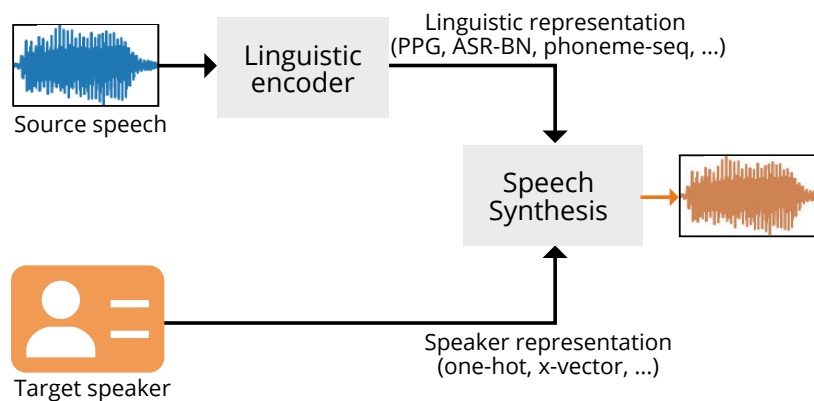 Linguistic representation
(PPG, ASR-BN, phoneme-seq, ...)
Linguistic
encoder
Source speech
Speech
Synthesis
Speaker representation
(one-hot, x-vector, ...)
Target speaker